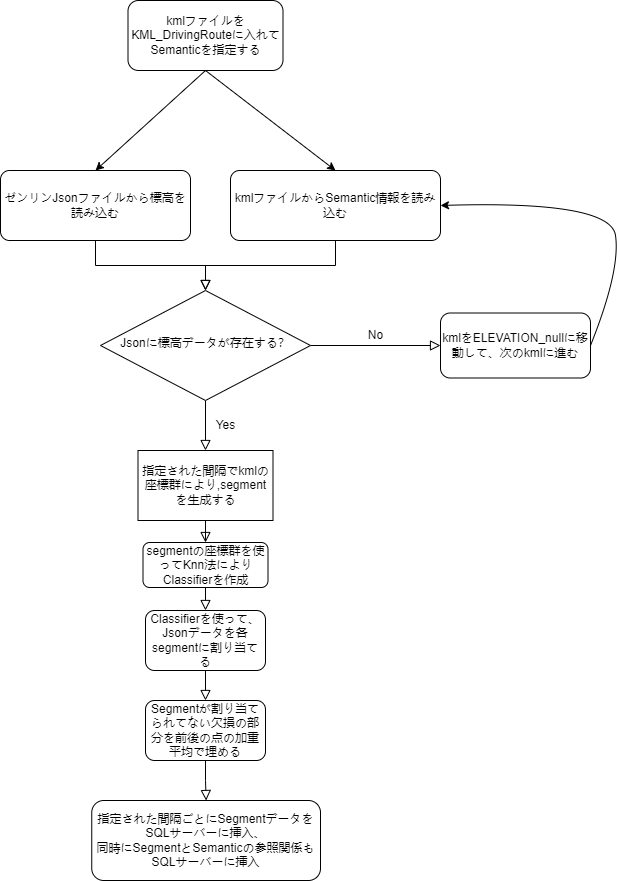 kmlファイルを
KML_DrivingRouteに入れて
Semanticを指定する
ゼンリンJsonファイルから標高を
読み込む
kmlファイルからSemantic情報を読み
込む
Jsonに標高データが存在する?
No
kmlをELEVATION_nullに移
動して、次のkmlに進む
Yes
指定された間隔でkmlの
座標群により,segment
を生成する
segmentの座標群を使
ってKnn法により
Classifierを作成
Classifierを使って、
Jsonデータを各
segmentに割り当て
る
Segmentが割り当て
られてない欠損の部
分を前後の点の加重
平均で埋める
指定された間隔ごとにSegmentデータを
SQLサーバーに挿入、
同時にSegmentとSemanticの参照関係も
SQLサーバーに挿入